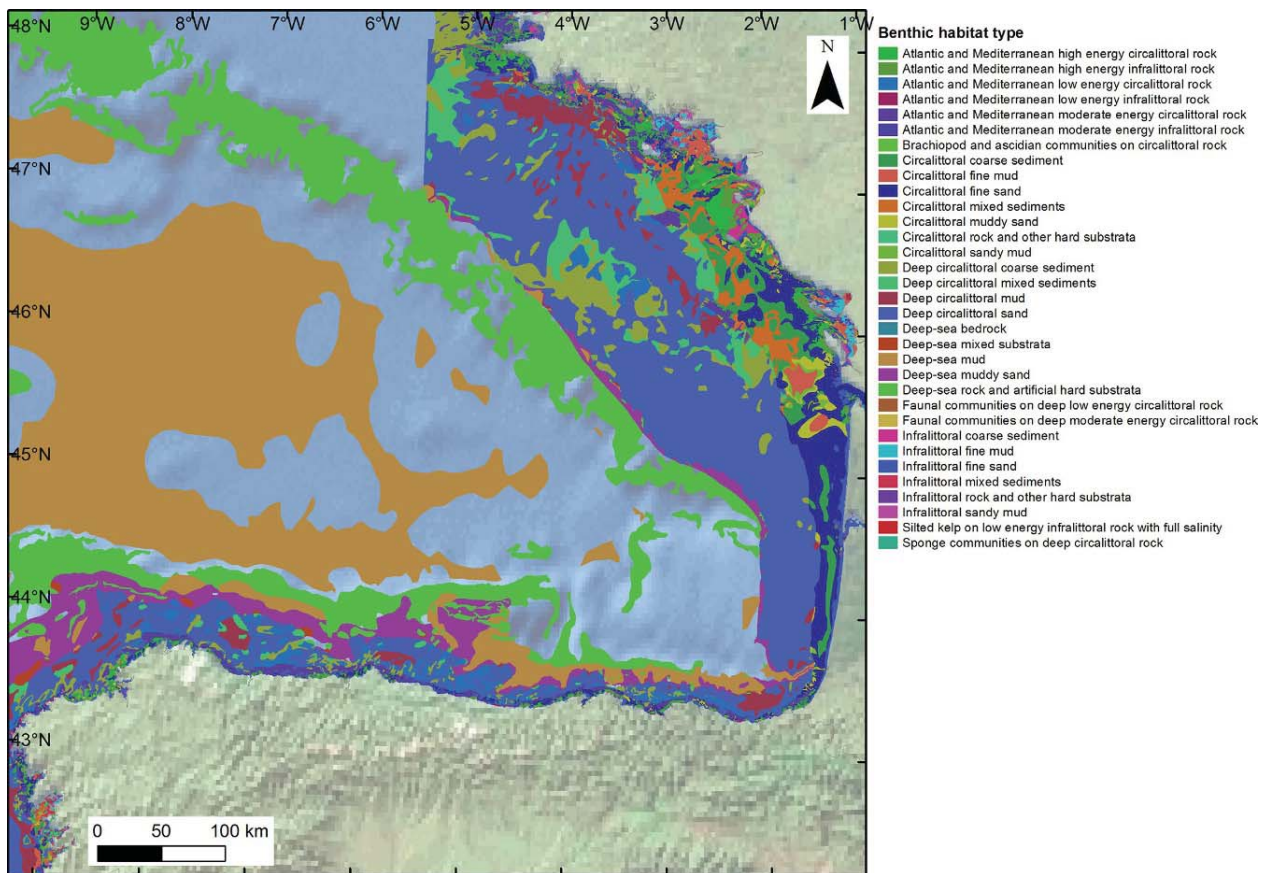 48°N 9°W 8°W 7°W 6°W 5°W 4°W 3°W 2°W 1°W
N
47°N
46°N
45°N
44°N
9°W 8°W 7°W 6°W 5°W 4°W 3°W 2°W
43°N
0 50 100 km
Benthic habitat type
Atlantic and Mediterranean high energy circalittoral rock
Atlantic and Mediterranean high energy infralittoral rock
Atlantic and Mediterranean low energy circalittoral rock
Atlantic and Mediterranean low energy infralittoral rock
Atlantic and Mediterranean moderate energy circalittoral rock
Atlantic and Mediterranean moderate energy infralittoral rock
Brachiopod and ascidian communities on circalittoral rock
Circalittoral coarse sediment
Circalittoral fine mud
Circalittoral fine sand
Circalittoral mixed sediments
Circalittoral muddy sand
Circalittoral rock and other hard substrata
Circalittoral sandy mud
Deep circalittoral coarse sediment
Deep circalittoral mixed sediments
Deep circalittoral mud
Deep circalittoral sand
Deep-sea bedrock
Deep-sea mixed substrata
Deep-sea mud
Deep-sea muddy sand
Deep-sea rock and artificial hard substrata
Faunal communities on deep low energy circalittoral rock
Faunal communities on deep moderate energy circalittoral rock
Infralittoral coarse sediment
Infralittoral fine mud
Infralittoral fine sand
Infralittoral mixed sediments
Infralittoral rock and other hard substrata
Infralittoral sandy mud
Silted kelp on low energy infralittoral rock with full salinity
Sponge communities on deep circalittoral rock